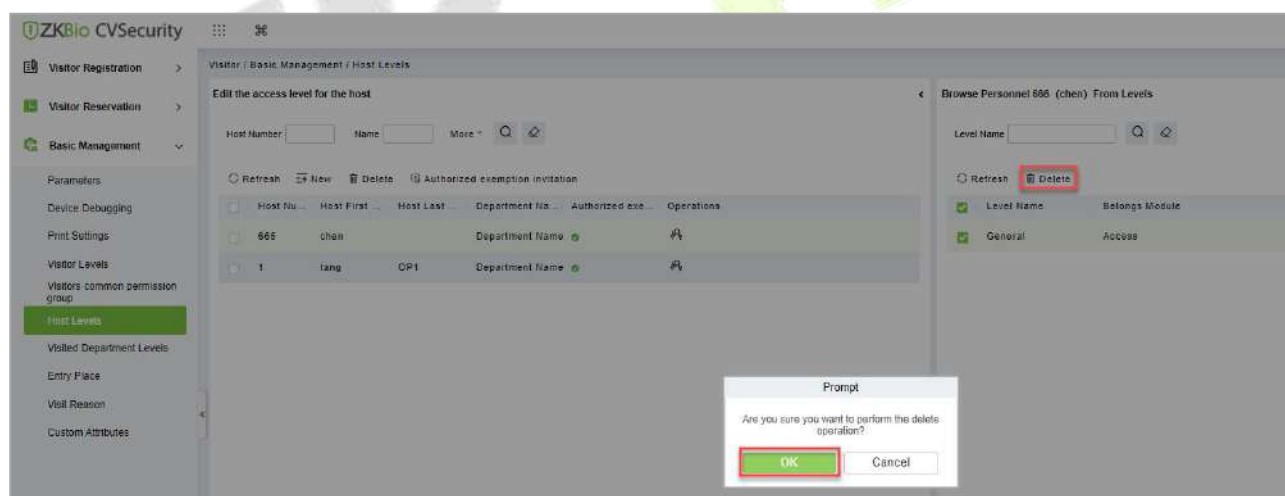 ZKBio CVSecurity
Visitor Registration
Visitor Reservation
Basic Management
Parameters
Device Debugging
Print Settings
Visitor Levels
Visitors common permission
group
Host Levels
Visited Department Levels
Entry Place
Visit Reason
Custom Attributes
Visitor / Basic Management / Host Levels
Edit the access level for the host
Host Number Name More
Refresh New Delete Authorized exemption invitation
Host Nu... Host First ... Host Last ... Department Na... Authorized exe... Operations
666 chen Department Name
1 tang OP1 Department Name
Browse Personnel 666 (chen) From Levels
Level Name
Refresh Delete
Level Name Belongs Module
General Access
Prompt
Are you sure you want to perform the delete
operation?
OK Cancel